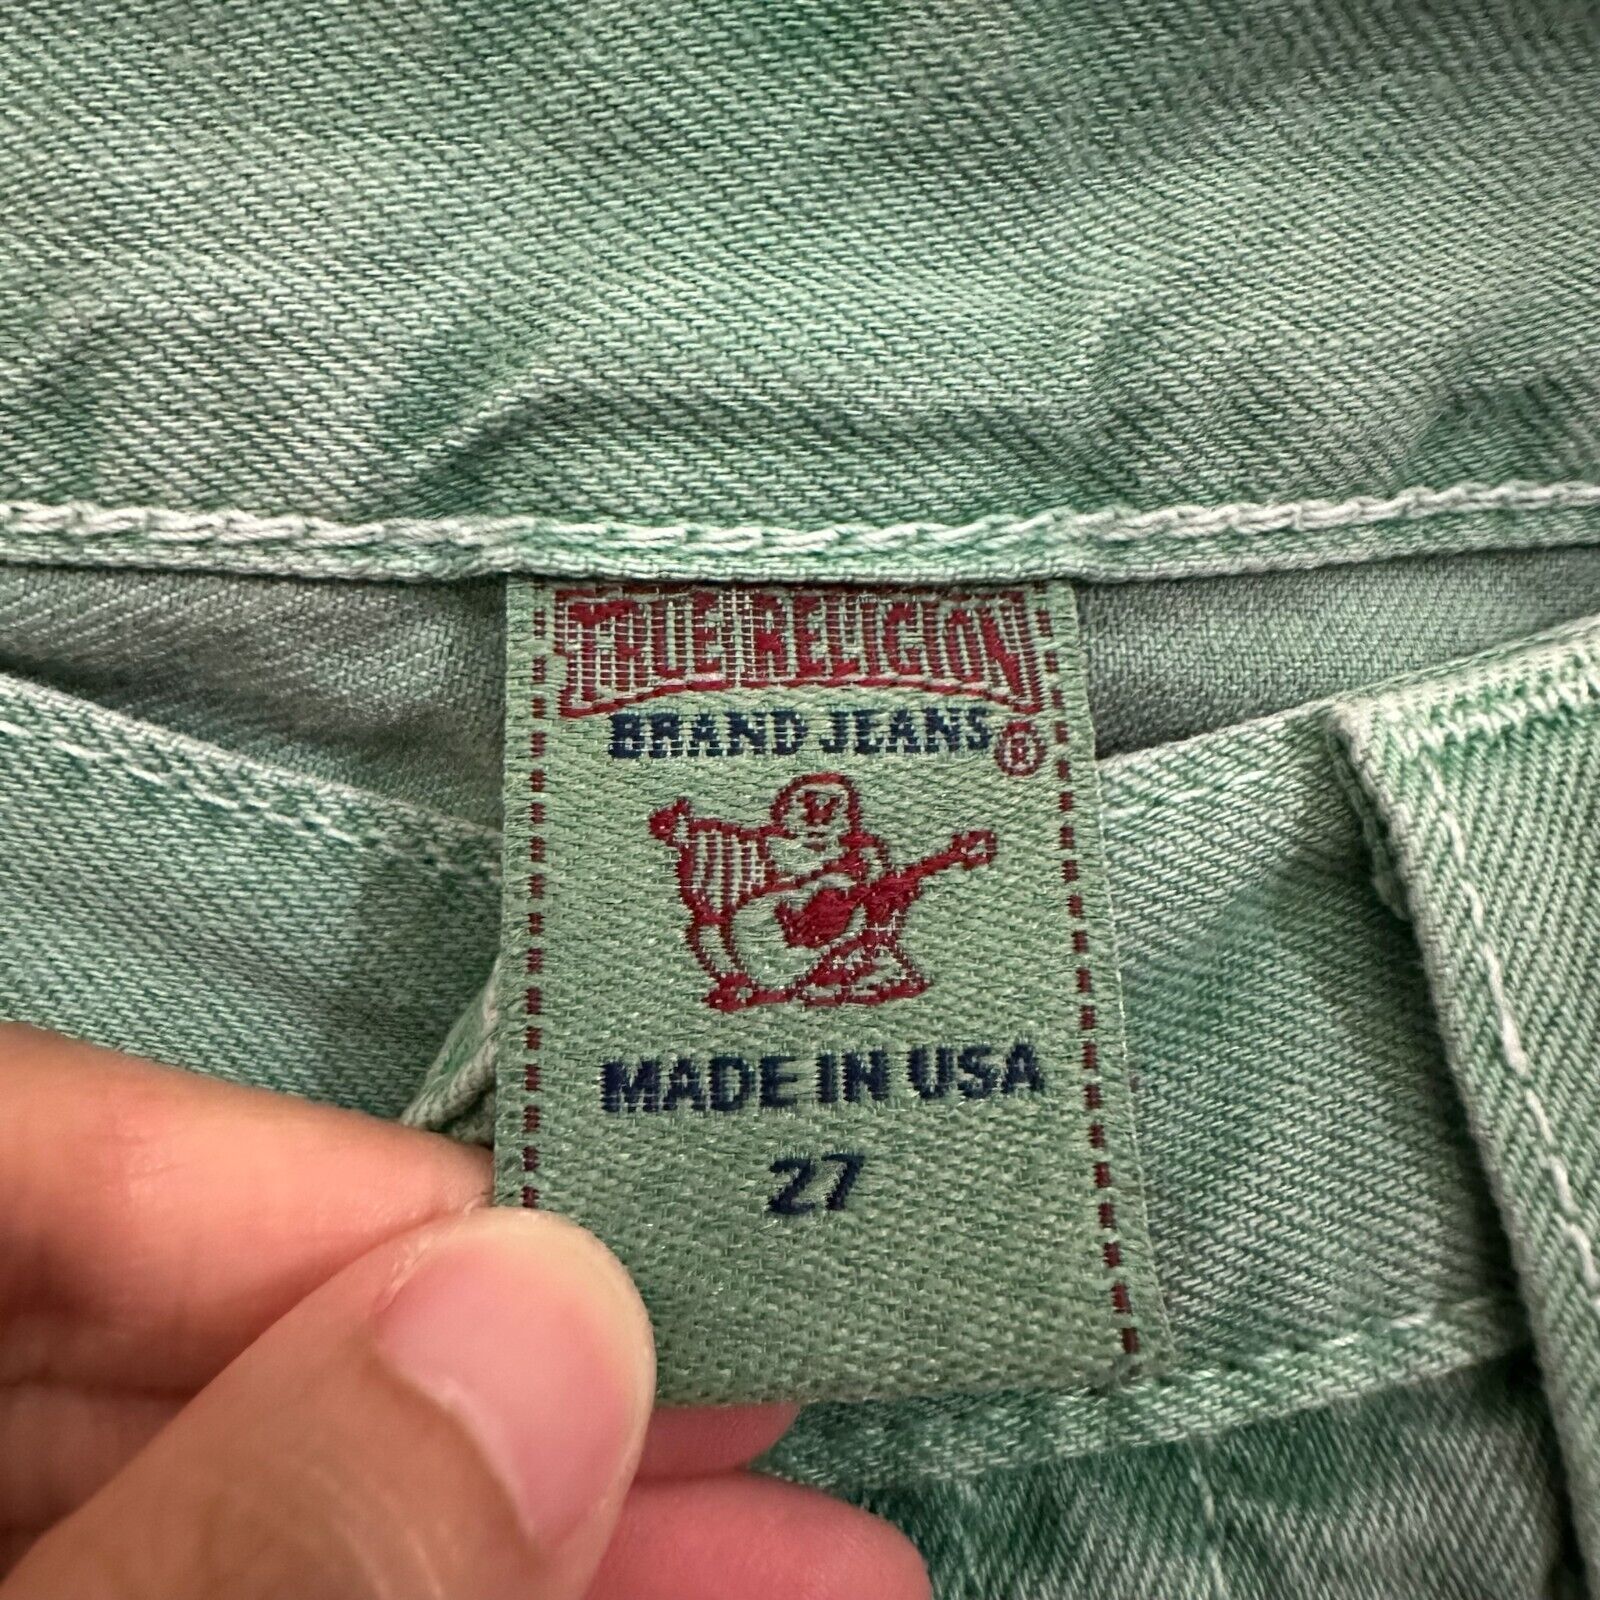 TRUE RELIGION
BRAND JEANS ®
MADE IN USA
27